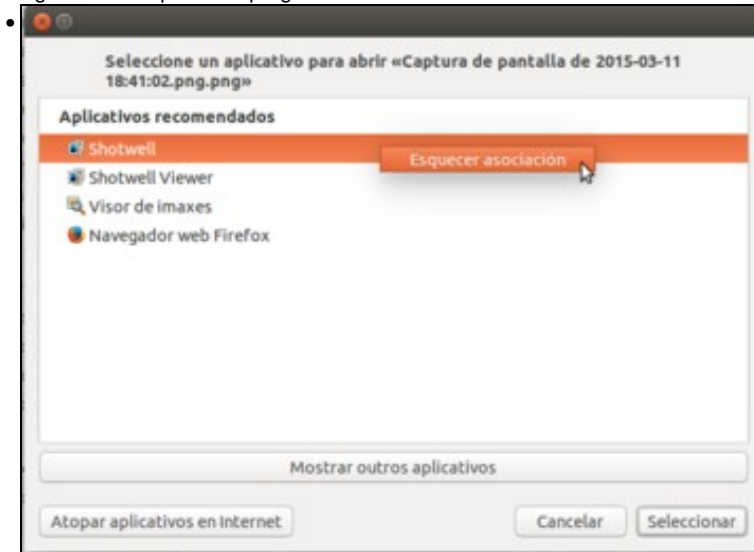 Seleccione un aplicativo para abrir «Captura de pantalla de 2015-03-11
18:41:02.png.png»
Aplicativos recomendados
Shotwell
Esquecer asociación
Shotwell Viewer
Visor de imaxes
Navegador web Firefox
Mostrar outros aplicativos
Atopar aplicativos en Internet
Cancelar
Seleccionar